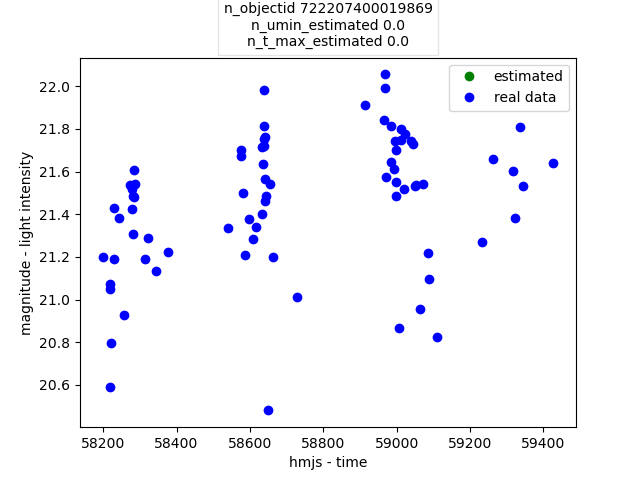 n_objectid 722207400019869
n_umin_estimated 0.0
n_t_max_estimated 0.0
estimated
real data
22.0
21.8
21.6
21.4
21.2
21.0
20.8
20.6
magnitude - light intensity
58200 58400 58600 58800 59000 59200 59400
hmjs - time